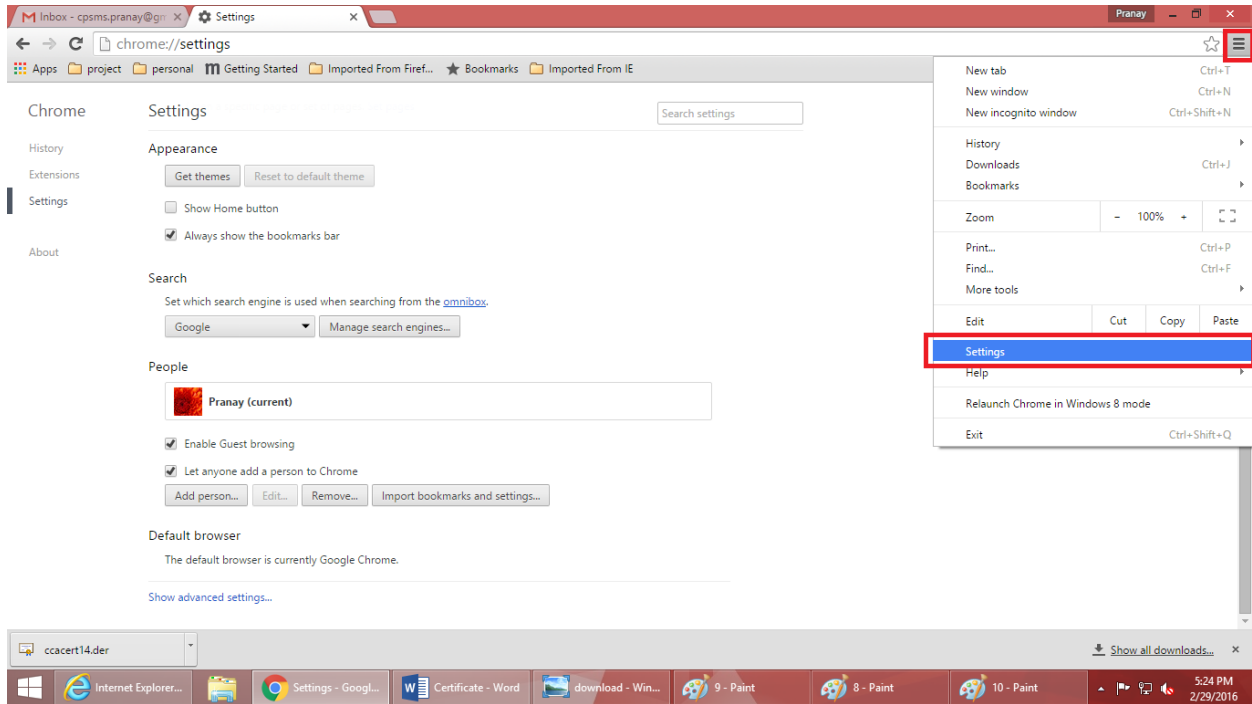 Inbox - cpsms.pranay@gm
Settings
Pranay
chrome://settings
Apps project personal Getting Started Imported From Firef... Bookmarks Imported From IE
Chrome
History
Extensions
Settings
About
Settings
Search settings
Appearance
Get themes Reset to default theme
Show Home button
Always show the bookmarks bar
Search
Set which search engine is used when searching from the omnibox.
Google Manage search engines...
People
Pranay (current)
Enable Guest browsing
Let anyone add a person to Chrome
Add person... Edit... Remove... Import bookmarks and settings...
Default browser
The default browser is currently Google Chrome.
Show advanced settings...
New tab Ctrl+T
New window Ctrl+N
New incognito window Ctrl+Shift+N
History
Downloads Ctrl+J
Bookmarks
Zoom - 100% +
Print... Ctrl+P
Find... Ctrl+F
More tools
Edit Cut Copy Paste
Settings
Help
Relaunch Chrome in Windows 8 mode
Exit Ctrl+Shift+Q
ccacert14.der
Show all downloads...
Internet Explorer...
Settings - Googl...
Certificate - Word
download - Win...
9 - Paint
8 - Paint
10 - Paint
5:24 PM
2/29/2016